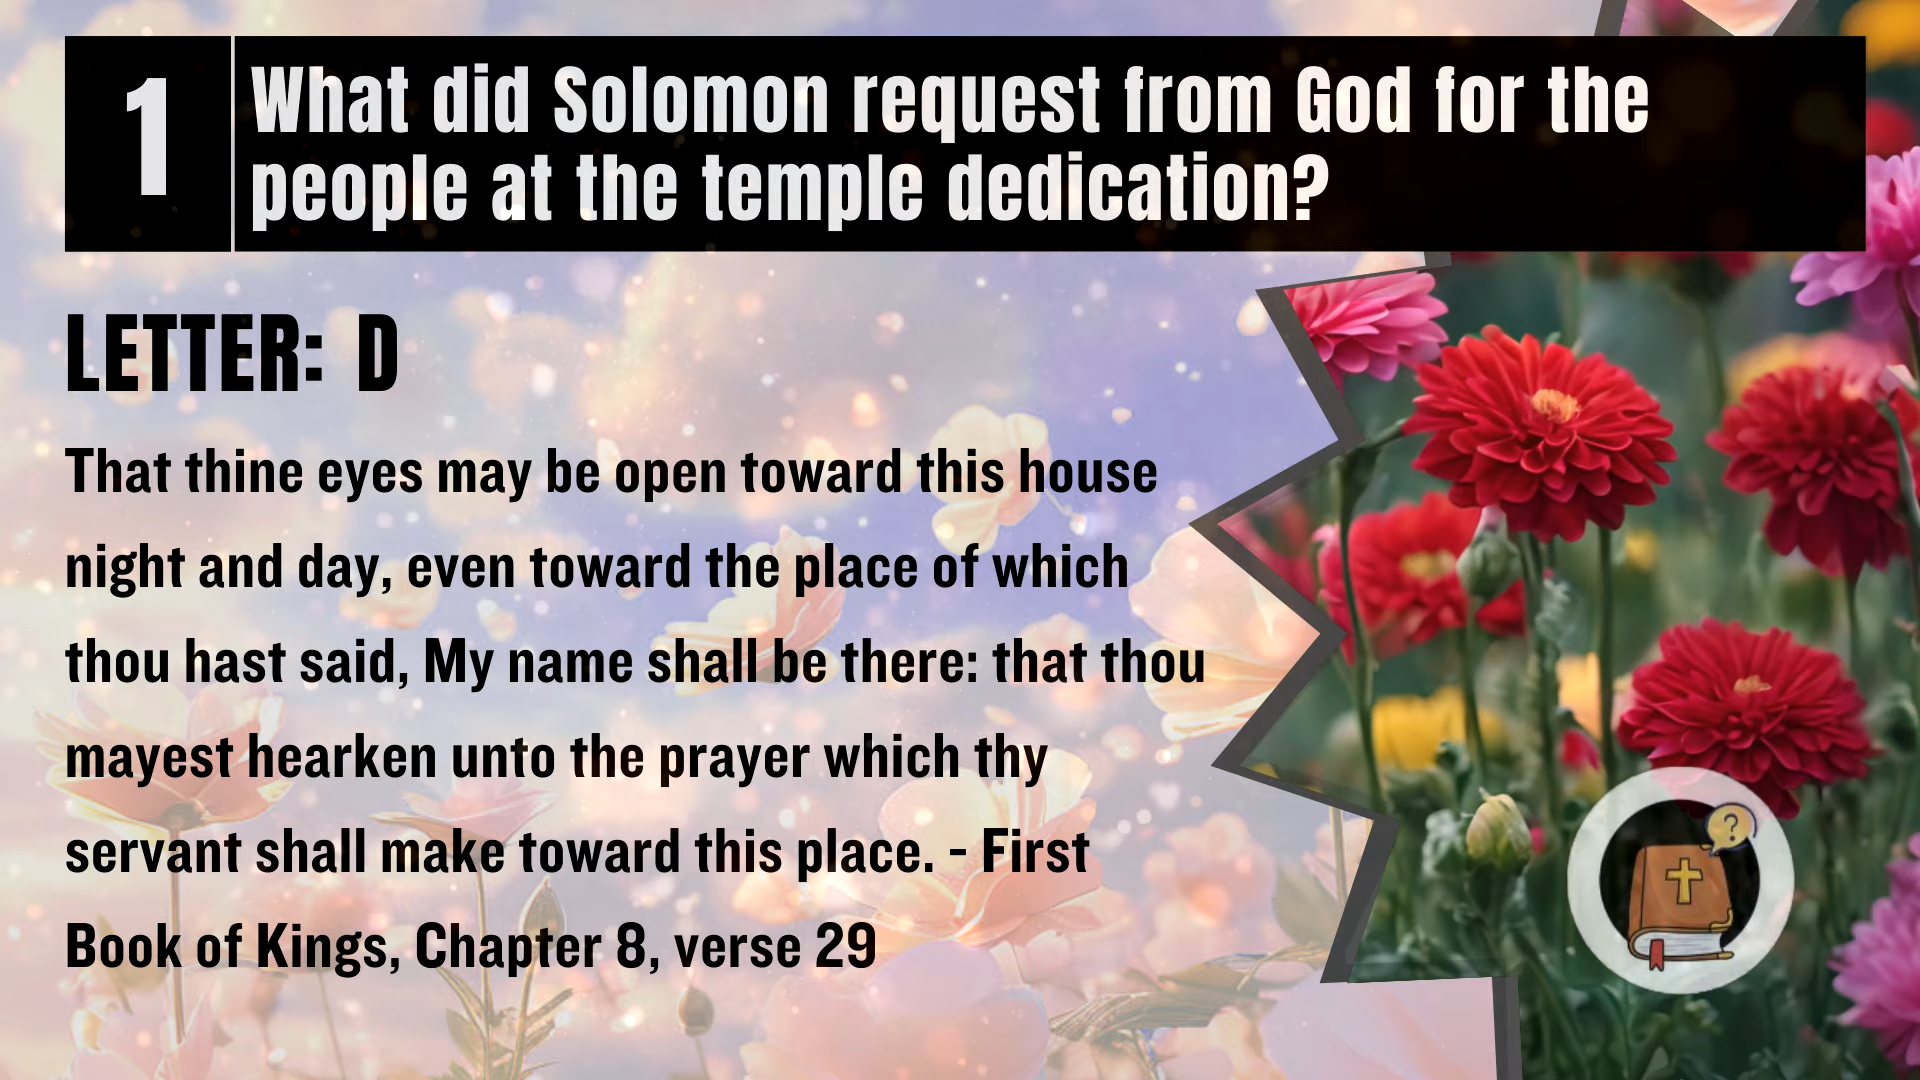 1
What did Solomon request from God for the
people at the temple dedication?
LETTER: D
That thine eyes may be open toward this house
night and day, even toward the place of which
thou hast said, My name shall be there: that thou
mayest hearken unto the prayer which thy
servant shall make toward this place. - First
Book of Kings, Chapter 8, verse 29
?